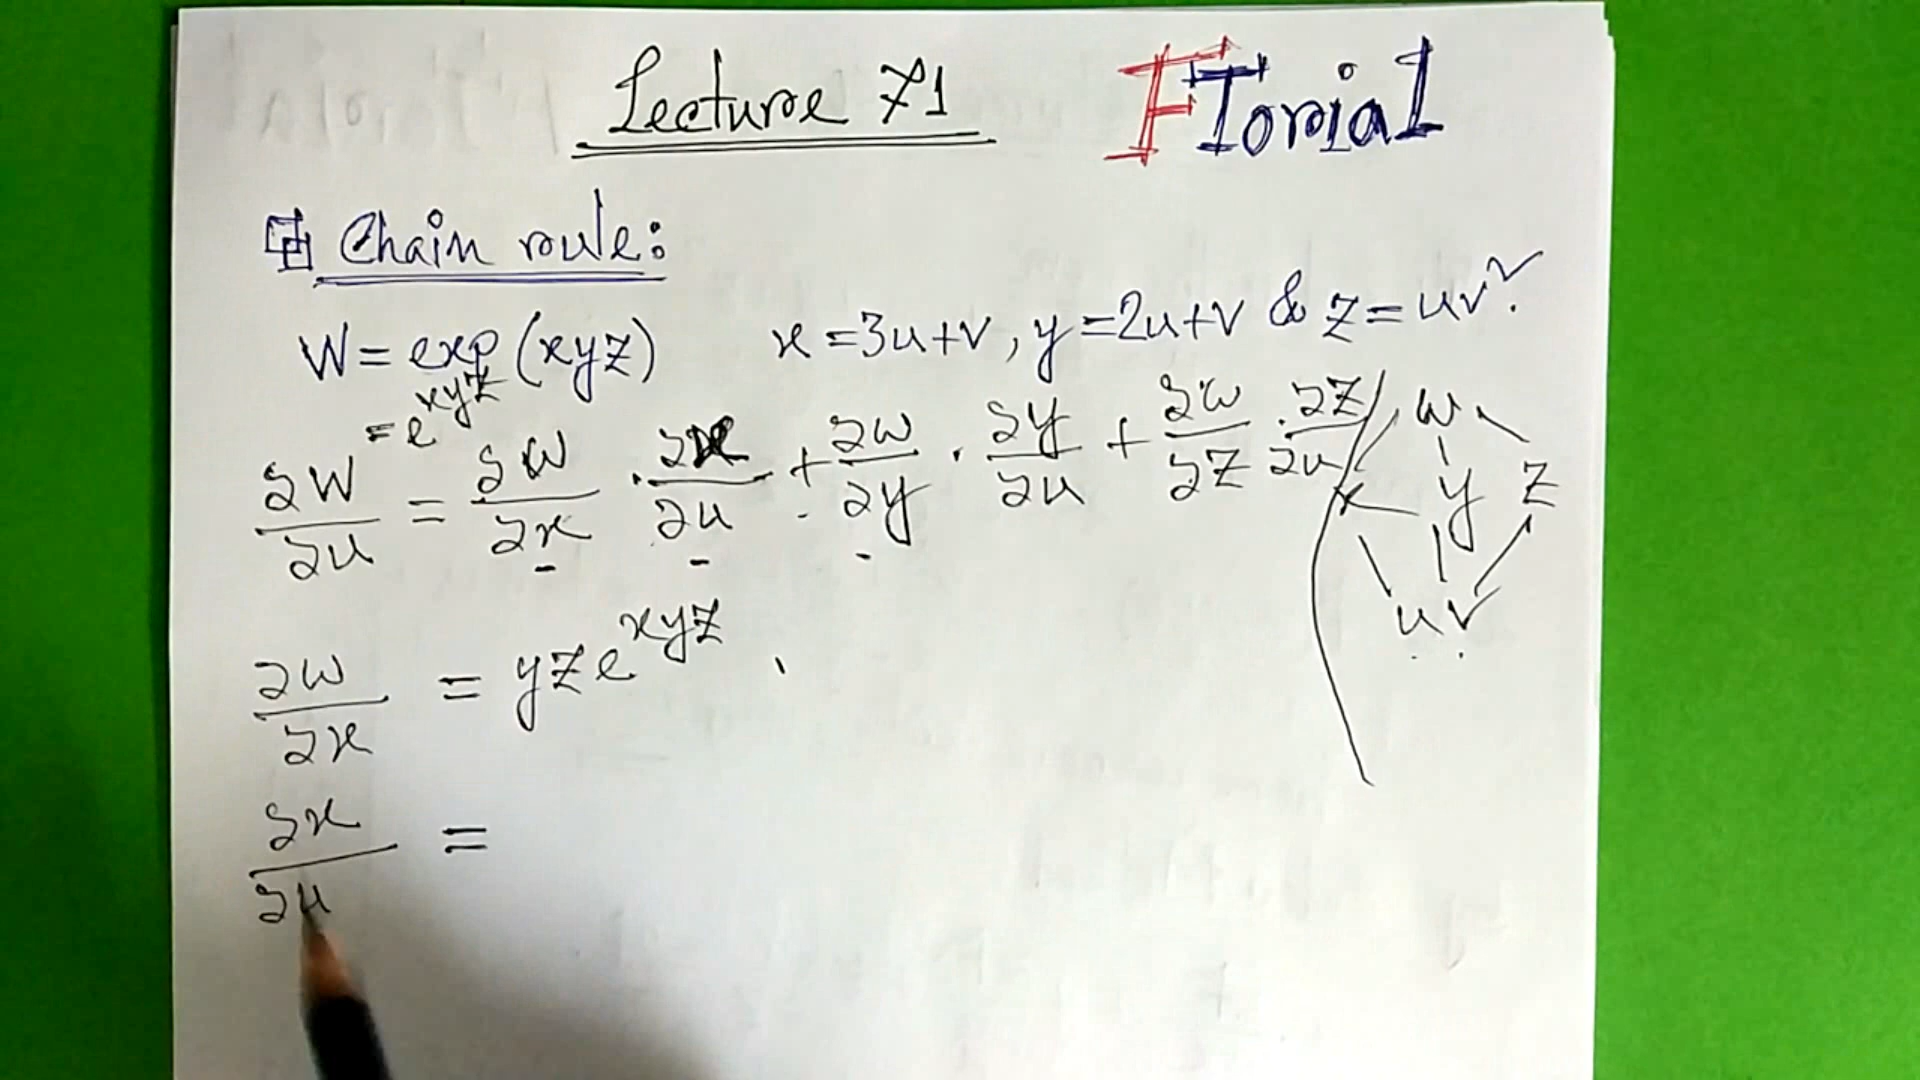 Lecture 71
FTorial
Chain rule:
W = exp (xyz) x = 3u+v, y = 2u+v & z = uv².
= e^xyz
∂W/∂u = ∂W/∂x · ∂x/∂u + ∂w/∂y · ∂y/∂u + ∂w/∂z · ∂z/∂u
w
x y z
u v
∂w/∂x = yze^xyz
∂x/∂u =